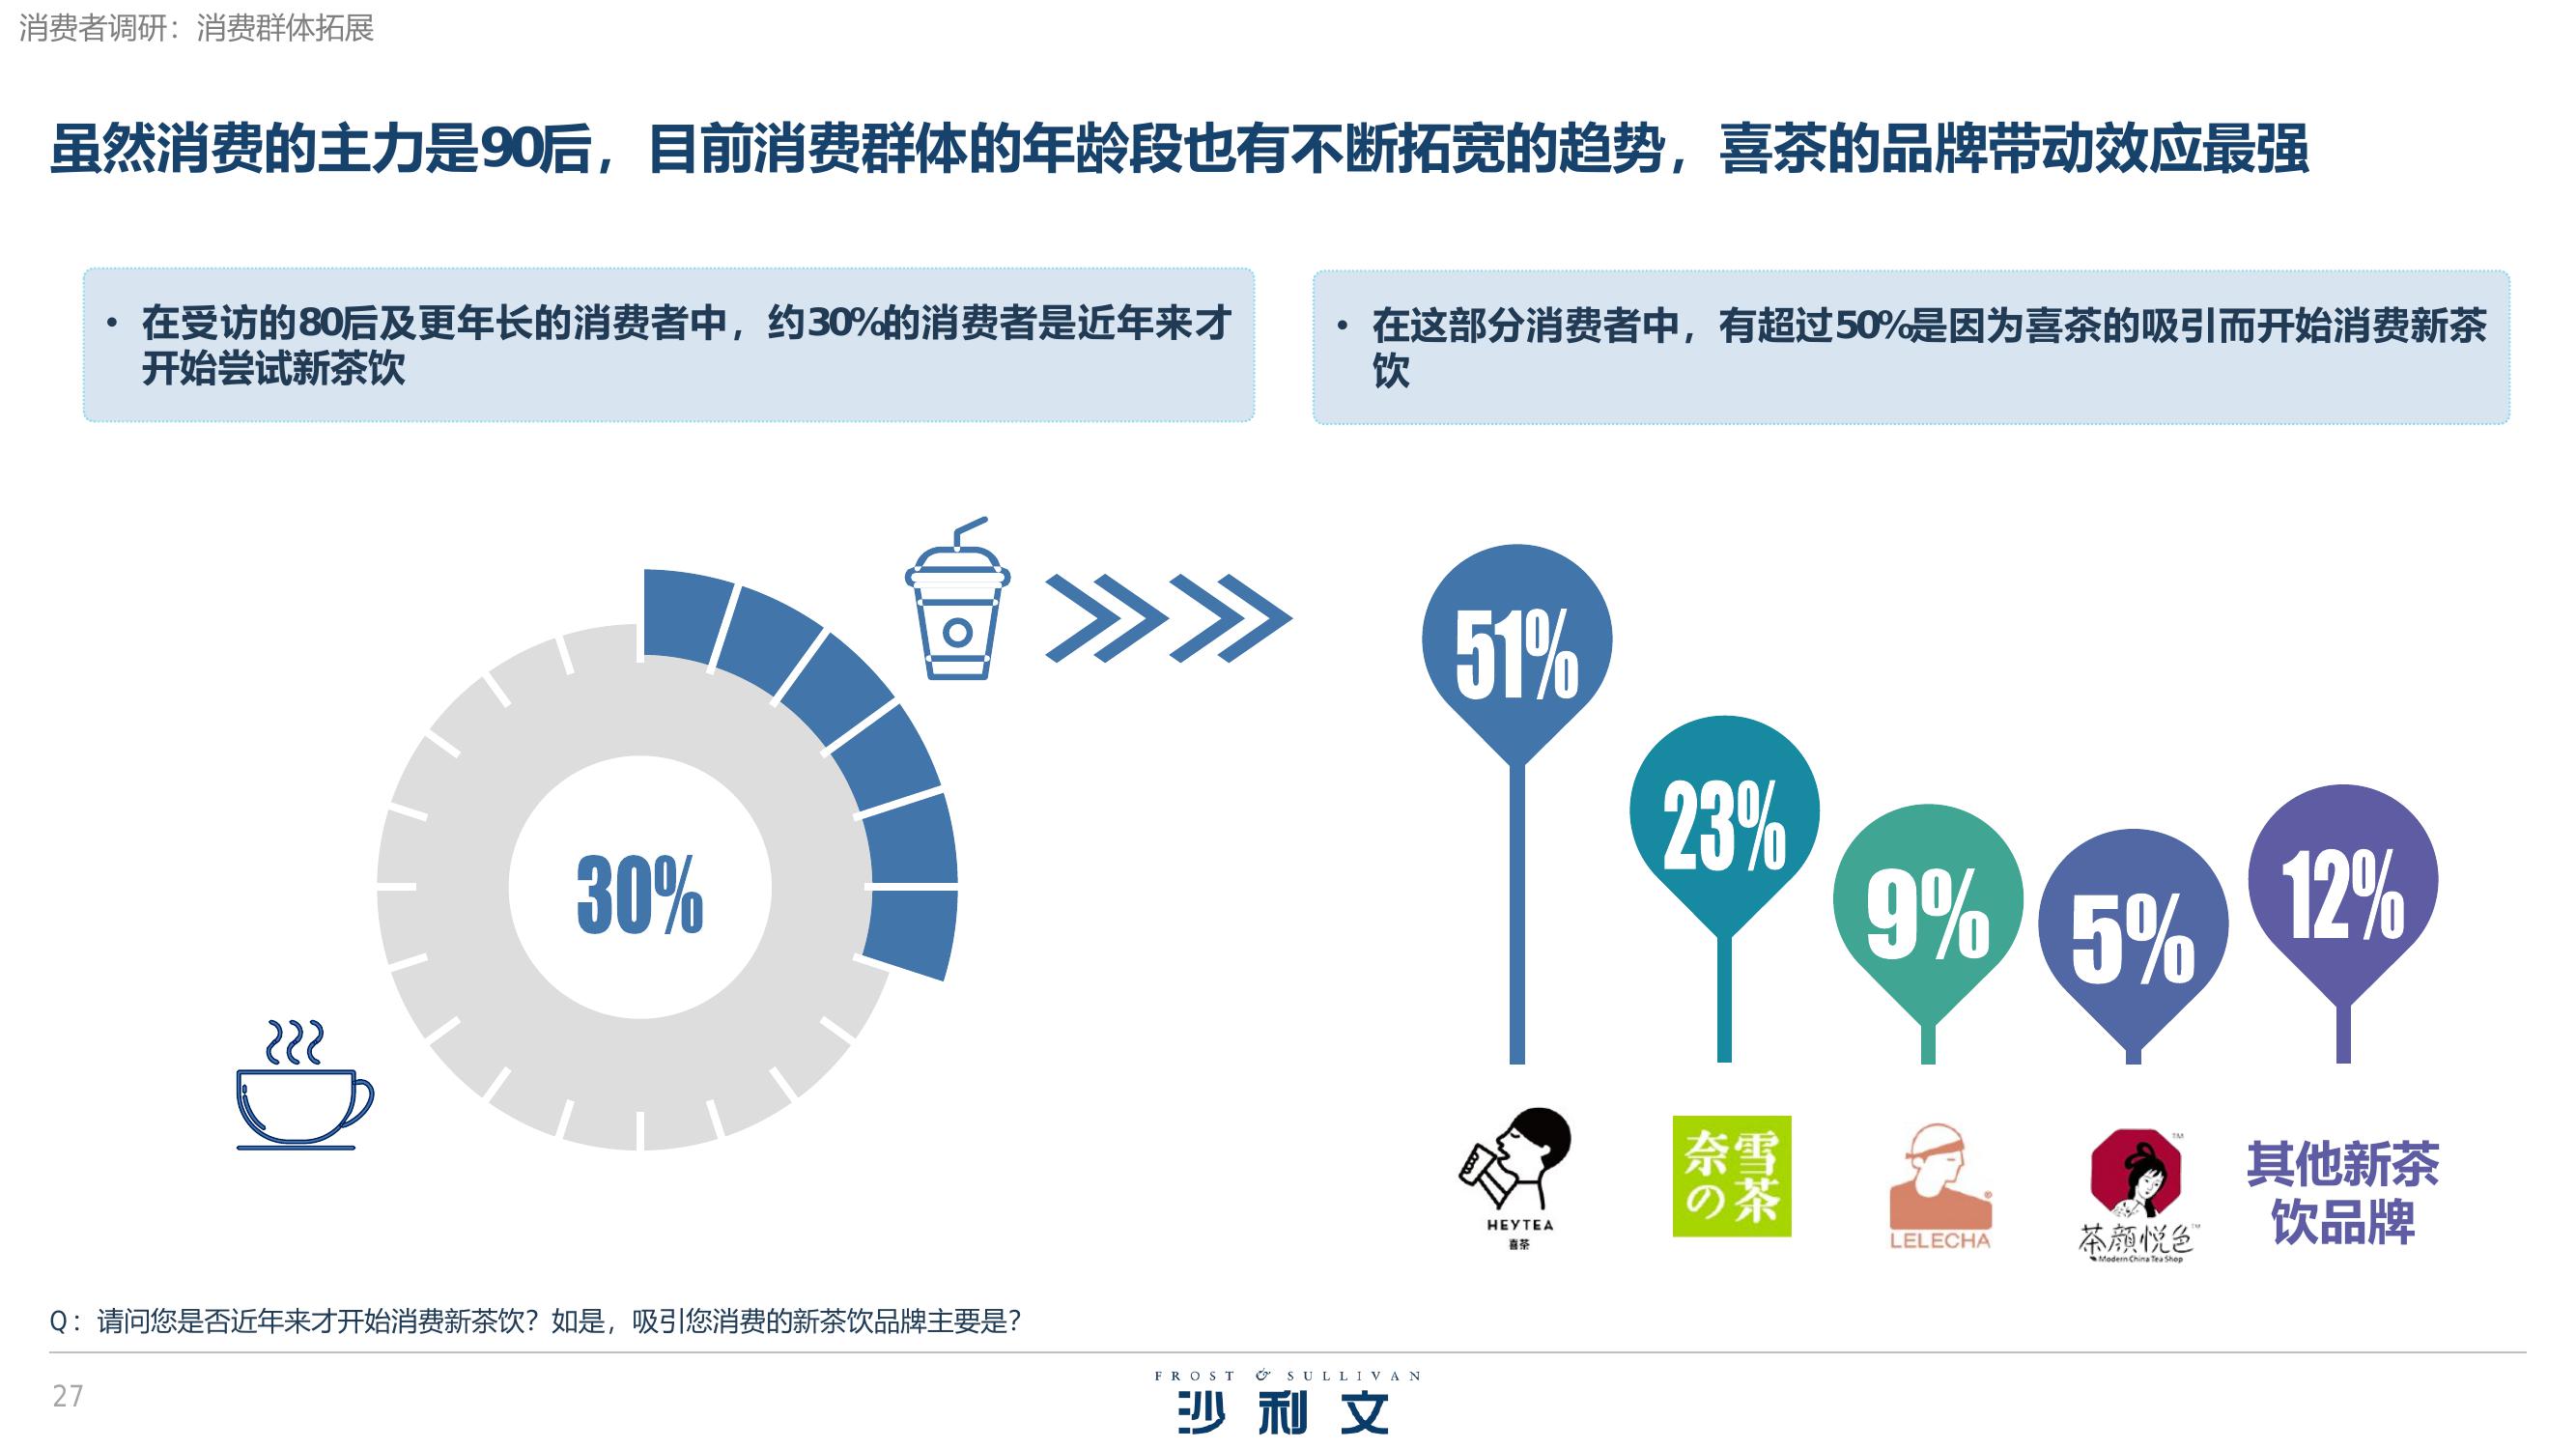 消费者调研：消费群体拓展
虽然消费的主力是90后，目前消费群体的年龄段也有不断拓宽的趋势，喜茶的品牌带动效应最强
• 在受访的80后及更年长的消费者中，约30%的消费者是近年来才
开始尝试新茶饮
• 在这部分消费者中，有超过50%是因为喜茶的吸引而开始消费新茶
饮
30%
51%
23%
9%
5%
12%
HEYTEA
喜茶
奈雪
の茶
LELECHA
®
TM
茶颜悦色
TM
Modern China Tea Shop
其他新茶
饮品牌
Q：请问您是否近年来才开始消费新茶饮？如是，吸引您消费的新茶饮品牌主要是？
27
FROST & SULLIVAN
沙利文